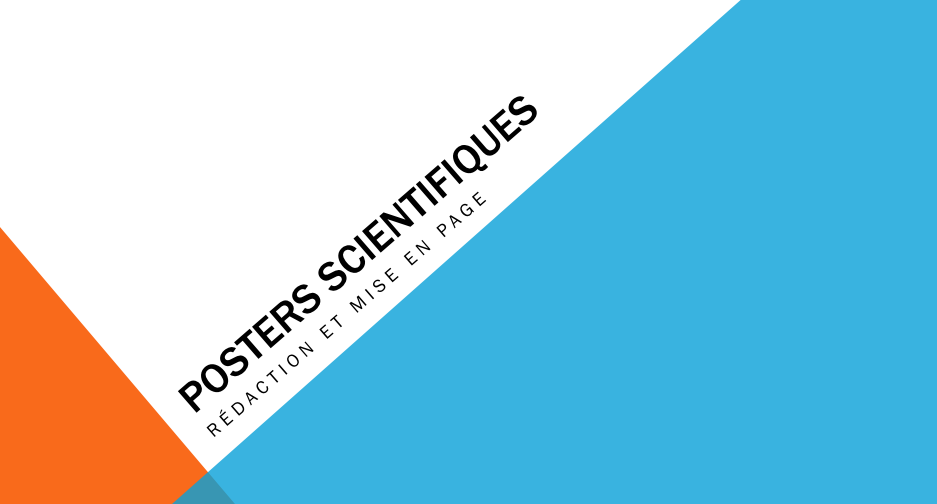 POSTERS SCIENTIFIQUES
RÉDACTION ET MISE EN PAGE